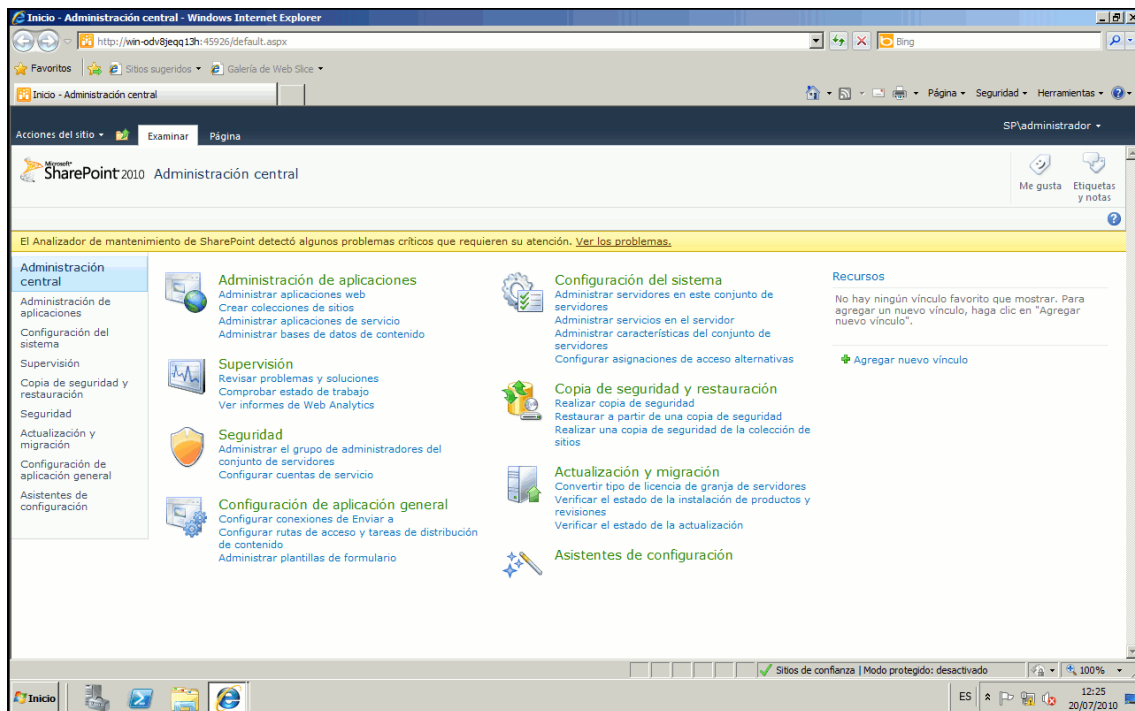 Inicio - Administración central - Windows Internet Explorer
http://win-odv8jeqq13h:45926/default.aspx
Bing
Favoritos
Sitios sugeridos
Galería de Web Slice
Inicio - Administración central
Página
Seguridad
Herramientas
SP\administrador
Acciones del sitio
Examinar
Página
Microsoft
SharePoint 2010
Administración central
Me gusta
Etiquetas
y notas
El Analizador de mantenimiento de SharePoint detectó algunos problemas críticos que requieren su atención. Ver los problemas.
Administración
central
Administración de
aplicaciones
Configuración del
sistema
Supervisión
Copia de seguridad y
restauración
Seguridad
Actualización y
migración
Configuración de
aplicación general
Asistentes de
configuración
Administración de aplicaciones
Administrar aplicaciones web
Crear colecciones de sitios
Administrar aplicaciones de servicio
Administrar bases de datos de contenido
Supervisión
Revisar problemas y soluciones
Comprobar estado de trabajo
Ver informes de Web Analytics
Seguridad
Administrar el grupo de administradores del
conjunto de servidores
Configurar cuentas de servicio
Configuración de aplicación general
Configurar conexiones de Enviar a
Configurar rutas de acceso y tareas de distribución
de contenido
Administrar plantillas de formulario
Configuración del sistema
Administrar servidores en este conjunto de
servidores
Administrar servicios en el servidor
Administrar características del conjunto de
servidores
Configurar asignaciones de acceso alternativas
Copia de seguridad y restauración
Realizar copia de seguridad
Restaurar a partir de una copia de seguridad
Realizar una copia de seguridad de la colección de
sitios
Actualización y migración
Convertir tipo de licencia de granja de servidores
Verificar el estado de la instalación de productos y
revisiones
Verificar el estado de la actualización
Asistentes de configuración
Recursos
No hay ningún vínculo favorito que mostrar. Para
agregar un nuevo vínculo, haga clic en "Agregar
nuevo vínculo".
Agregar nuevo vínculo
Sitios de confianza | Modo protegido: desactivado
100%
Inicio
ES
12:25
20/07/2010